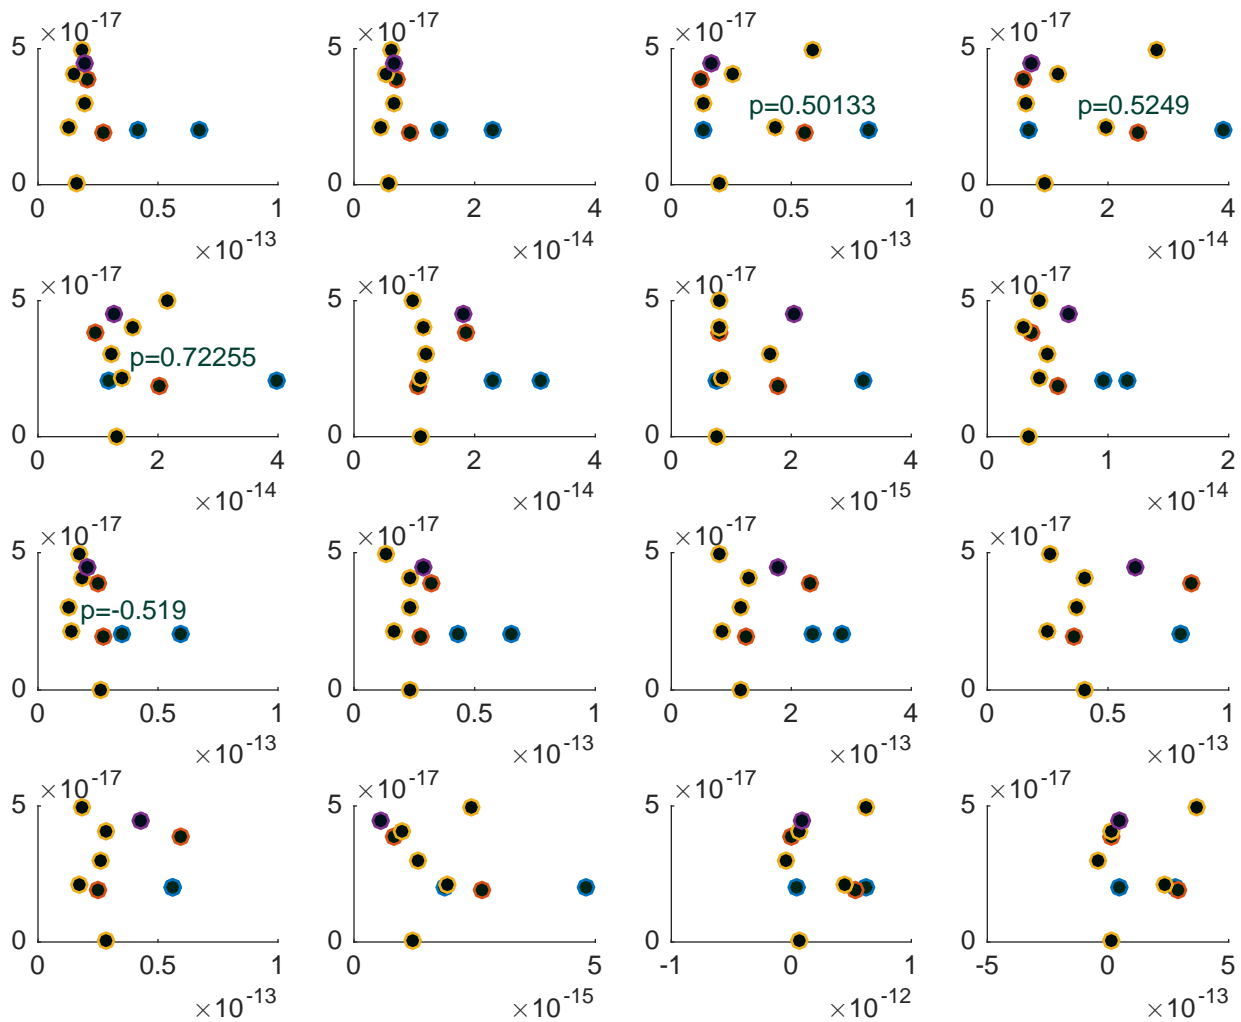 ×10-17 ×10-17 ×10-17 ×10-17
5 5 5 5
p=0.50133 p=0.5249
0 0 0 0
0 0.5 1 0 2 4 0 0.5 1 0 2 4
×10-13 ×10-14 ×10-13 ×10-14
×10-17 ×10-17 ×10-17 ×10-17
5 5 5 5
p=0.72255
0 0 0 0
0 2 4 0 2 4 0 2 4 0 1 2
×10-14 ×10-14 ×10-15 ×10-14
×10-17 ×10-17 ×10-17 ×10-17
5 5 5 5
p=-0.519
0 0 0 0
0 0.5 1 0 0.5 1 0 2 4 0 0.5 1
×10-13 ×10-13 ×10-13 ×10-13
×10-17 ×10-17 ×10-17 ×10-17
5 5 5 5
0 0 0 0
0 0.5 1 0 5 -1 0 1 -5 0 5
×10-13 ×10-15 ×10-12 ×10-13